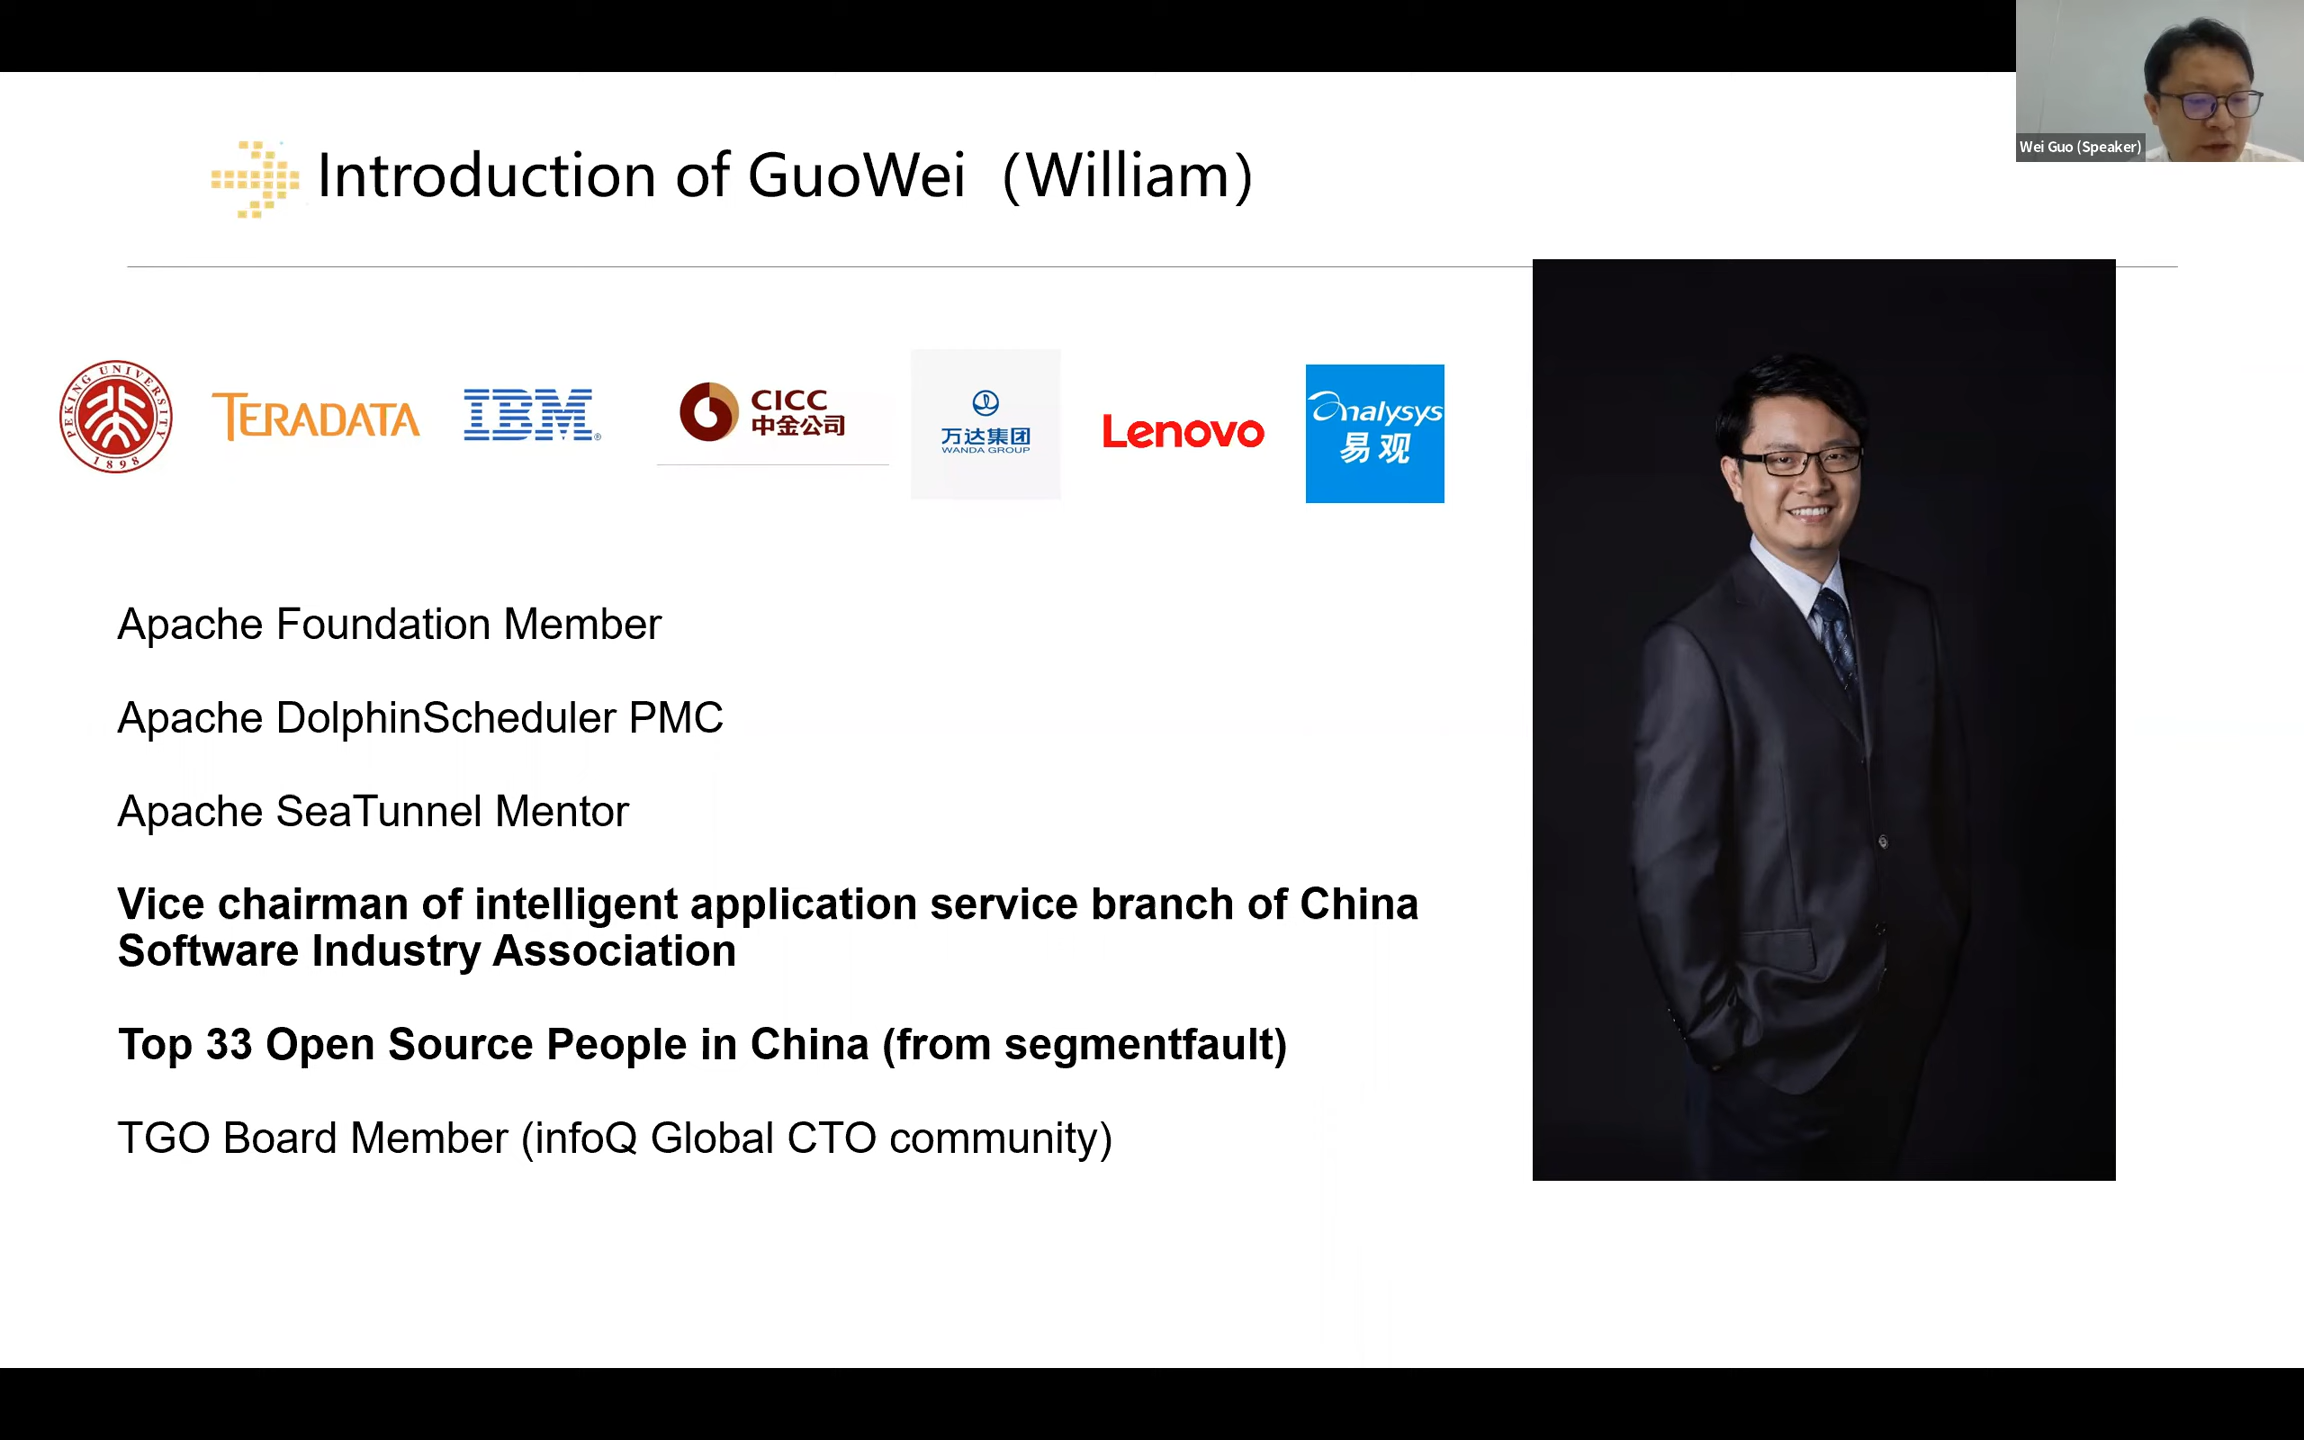 Wei Guo (Speaker)
Introduction of GuoWei（William）
PEKING UNIVERSITY
1898
TERADATA
IBM
CICC
中金公司
万达集团
WANDA GROUP
Lenovo
analysys
易观
Apache Foundation Member
Apache DolphinScheduler PMC
Apache SeaTunnel Mentor
Vice chairman of intelligent application service branch of China
Software Industry Association
Top 33 Open Source People in China (from segmentfault)
TGO Board Member (infoQ Global CTO community)